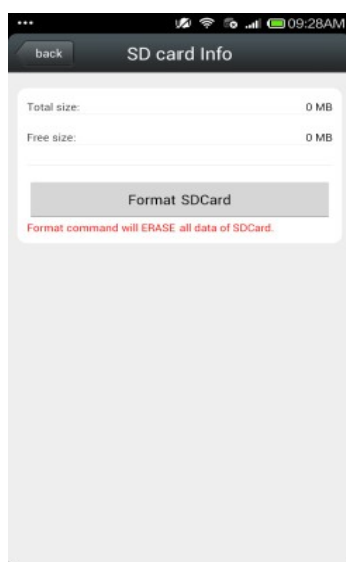 ... 09:28AM
back SD card Info
Total size: 0 MB
Free size: 0 MB
Format SDCard
Format command will ERASE all data of SDCard.